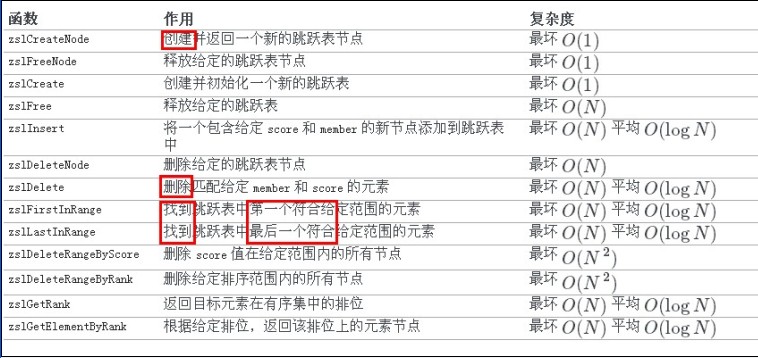 函数 作用 复杂度
zslCreateNode 创建并返回一个新的跳跃表节点 最坏 O(1)
zslFreeNode 释放给定的跳跃表节点 最坏 O(1)
zslCreate 创建并初始化一个新的跳跃表 最坏 O(1)
zslFree 释放给定的跳跃表 最坏 O(N)
zslInsert 将一个包含给定 score 和 member 的新节点添加到跳跃表 最坏 O(N) 平均 O(log N)
中
zslDeleteNode 删除给定的跳跃表节点 最坏 O(N)
zslDelete 删除匹配给定 member 和 score 的元素 最坏 O(N) 平均 O(log N)
zslFirstInRange 找到跳跃表中第一个符合给定范围的元素 最坏 O(N) 平均 O(log N)
zslLastInRange 找到跳跃表中最后一个符合给定范围的元素 最坏 O(N) 平均 O(log N)
zslDeleteRangeByScore 删除 score 值在给定范围内的所有节点 最坏 O(N²)
zslDeleteRangeByRank 删除给定排序范围内的所有节点 最坏 O(N²)
zslGetRank 返回目标元素在有序集中的排位 最坏 O(N) 平均 O(log N)
zslGetElementByRank 根据给定排位，返回该排位上的元素节点 最坏 O(N) 平均 O(log N)